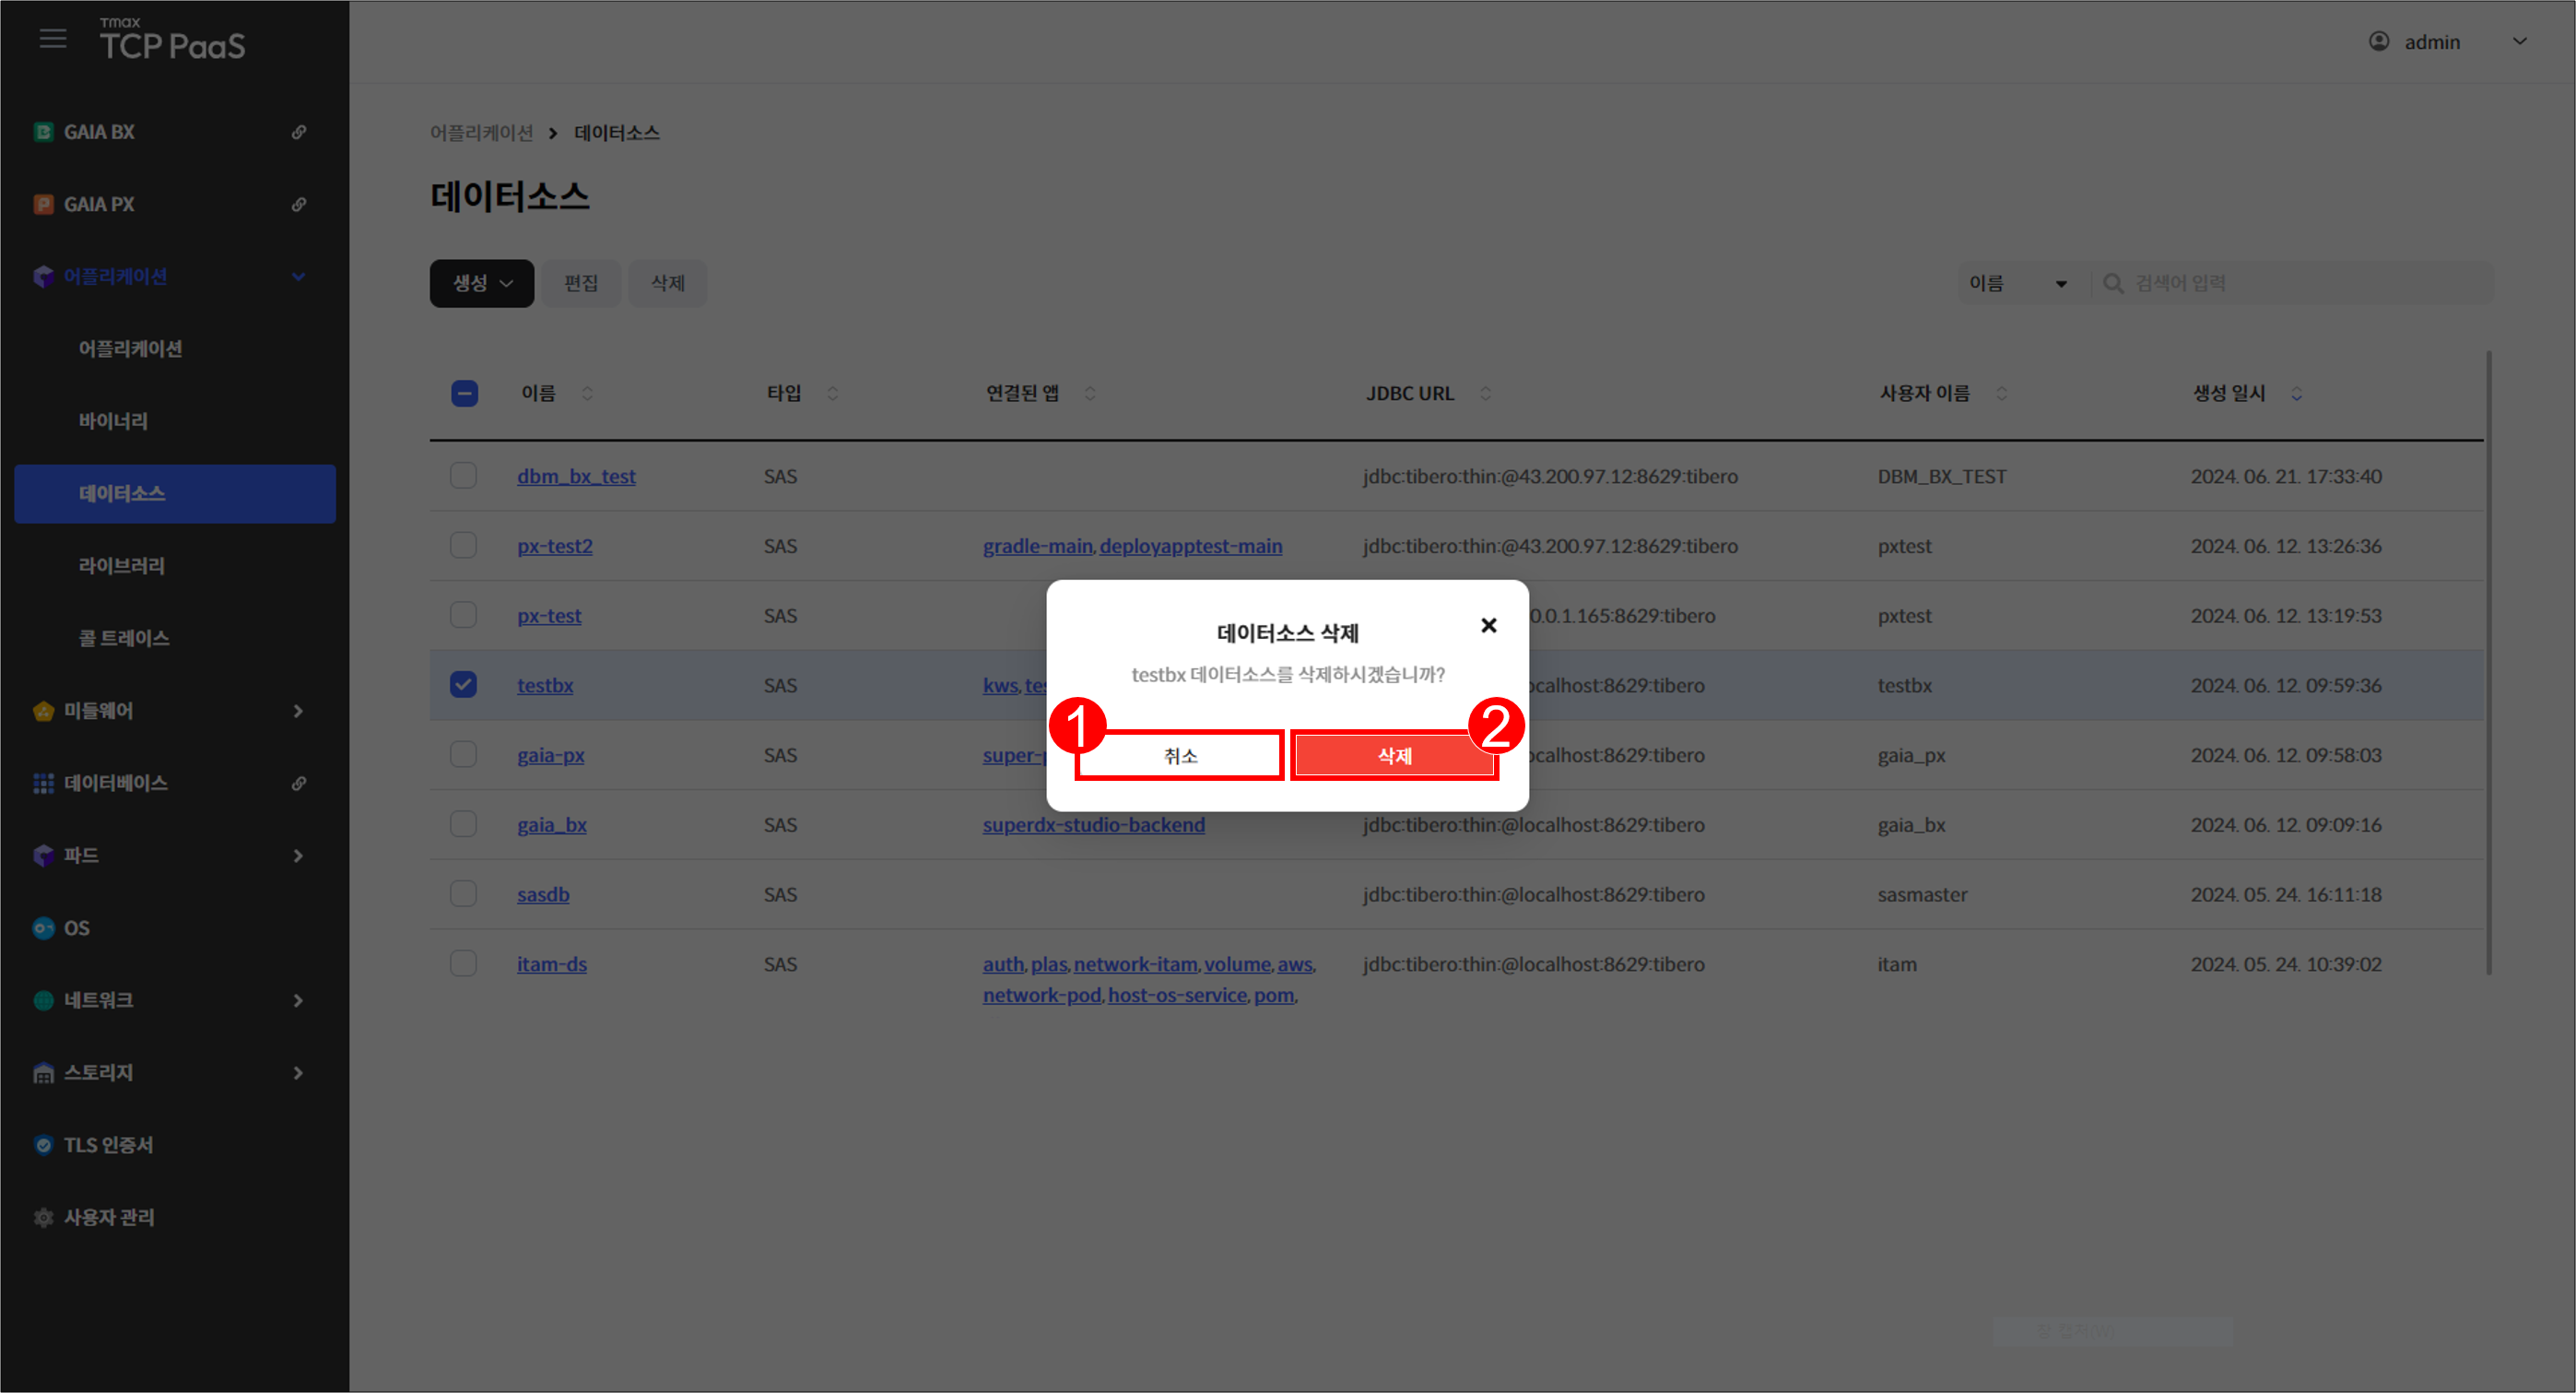 Tmax
TCP PaaS
admin
GAIA BX
GAIA PX
어플리케이션
어플리케이션
바이너리
데이터소스
라이브러리
콜 트레이스
미들웨어
데이터베이스
파드
OS
네트워크
스토리지
TLS 인증서
사용자 관리
어플리케이션 > 데이터소스
데이터소스
생성 편집 삭제 이름 검색어 입력
이름 타입 연결된 앱 JDBC URL 사용자 이름 생성 일시
dbm_bx_test SAS jdbc:tibero:thin:@43.200.97.12:8629:tibero DBM_BX_TEST 2024. 06. 21. 17:33:40
px-test2 SAS gradle-main, deployapptest-main jdbc:tibero:thin:@43.200.97.12:8629:tibero pxtest 2024. 06. 12. 13:26:36
px-test SAS 0.0.1.165:8629:tibero pxtest 2024. 06. 12. 13:19:53
testbx SAS kws, tes ocalhost:8629:tibero testbx 2024. 06. 12. 09:59:36
gaia-px SAS super-p ocalhost:8629:tibero gaia_px 2024. 06. 12. 09:58:03
gaia_bx SAS superdx-studio-backend jdbc:tibero:thin:@localhost:8629:tibero gaia_bx 2024. 06. 12. 09:09:16
sasdb SAS jdbc:tibero:thin:@localhost:8629:tibero sasmaster 2024. 05. 24. 16:11:18
itam-ds SAS auth, plas, network-itam, volume, aws, jdbc:tibero:thin:@localhost:8629:tibero itam 2024. 05. 24. 10:39:02
network-pod, host-os-service, pom,
데이터소스 삭제
testbx 데이터소스를 삭제하시겠습니까?
1 2
취소 삭제
창 캡처(W)